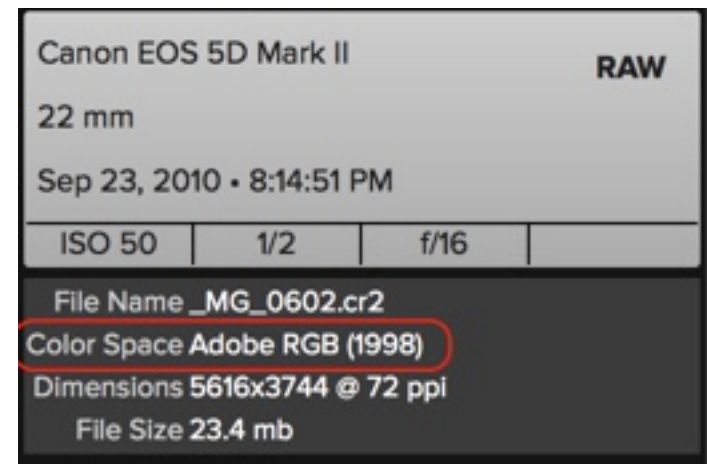 Canon EOS 5D Mark II
RAW
22 mm
Sep 23, 2010 • 8:14:51 PM
ISO 50 1/2 f/16
File Name _MG_0602.cr2
Color Space Adobe RGB (1998)
Dimensions 5616x3744 @ 72 ppi
File Size 23.4 mb